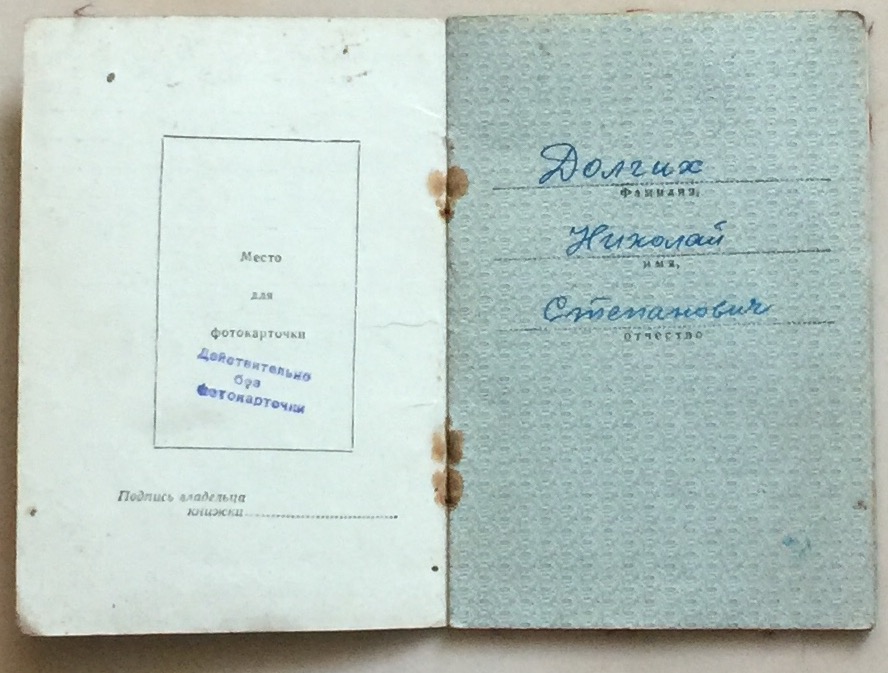 Место
для
фотокарточки
Действительно
без
фотокарточки
Подпись владельца
книжки
Долгих
Фамилия,
Николай
имя,
Степанович
отчество